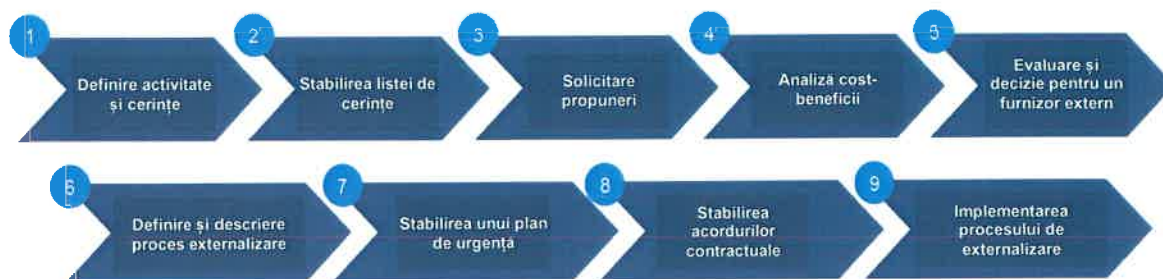 1
Definire activitate
și cerințe
2
Stabilirea listei de
cerințe
3
Solicitare
propuneri
4
Analiză cost-
beneficii
5
Evaluare și
decizie pentru un
furnizor extern
6
Definire și descriere
proces externalizare
7
Stabilirea unui plan
de urgență
8
Stabilirea
acordurilor
contractuale
9
Implementarea
procesului de
externalizare